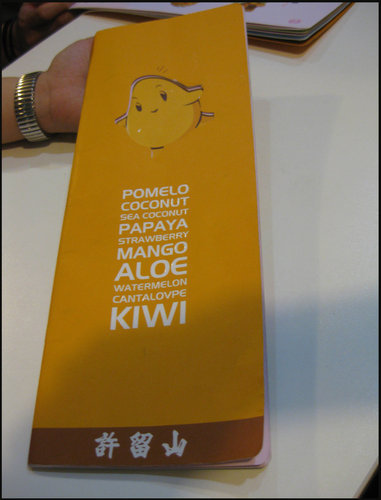 POMELO
COCONUT
SEA COCONUT
PAPAYA
STRAWBERRY
MANGO
ALOE
WATERMELON
CANTALOVPE
KIWI
許留山